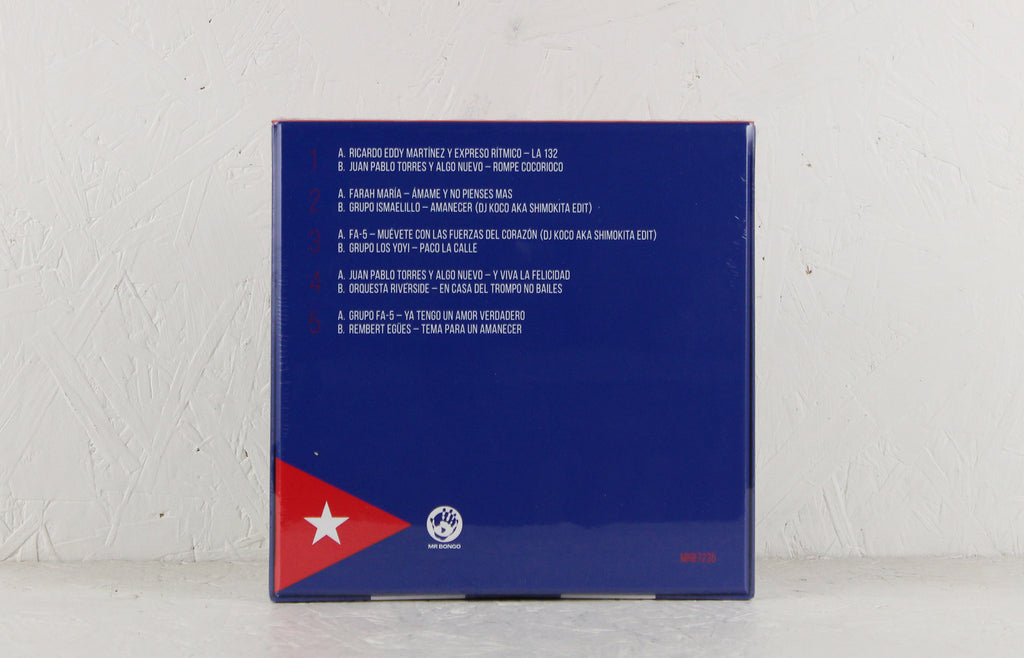 1
A. RICARDO EDDY MARTÍNEZ Y EXPRESO RÍTMICO – LA 132
B. JUAN PABLO TORRES Y ALGO NUEVO – ROMPE COCORIOCO
2
A. FARAH MARÍA – ÁMAME Y NO PIENSES MAS
B. GRUPO ISMAELILLO – AMANECER (DJ KOCO AKA SHIMOKITA EDIT)
3
A. FA-5 – MUÉVETE CON LAS FUERZAS DEL CORAZÓN (DJ KOCO AKA SHIMOKITA EDIT)
B. GRUPO LOS YOYI – PACO LA CALLE
4
A. JUAN PABLO TORRES Y ALGO NUEVO – Y VIVA LA FELICIDAD
B. ORQUESTA RIVERSIDE – EN CASA DEL TROMPO NO BAILES
5
A. GRUPO FA-5 – YA TENGO UN AMOR VERDADERO
B. REMBERT EGÜES – TEMA PARA UN AMANECER
MR BONGO